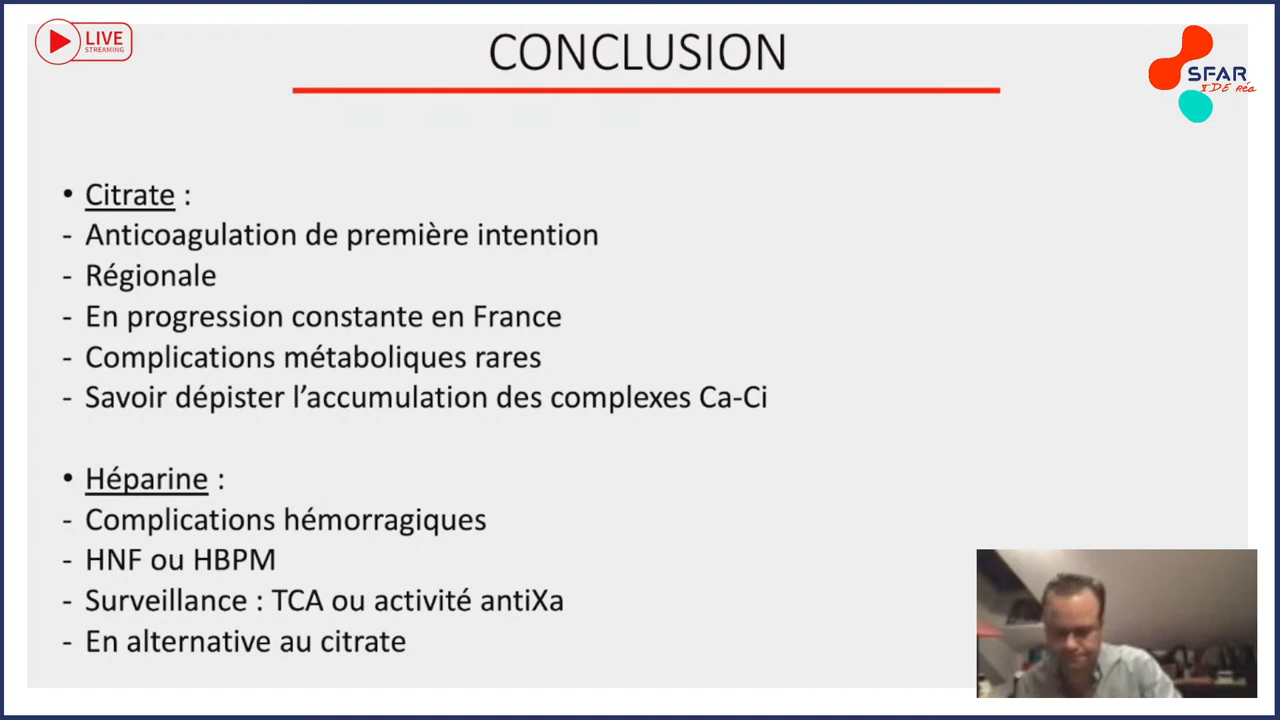 LIVE
STREAMING
CONCLUSION
SFAR
IDE Réa
• Citrate :
- Anticoagulation de première intention
- Régionale
- En progression constante en France
- Complications métaboliques rares
- Savoir dépister l’accumulation des complexes Ca-Ci
• Héparine :
- Complications hémorragiques
- HNF ou HBPM
- Surveillance : TCA ou activité antiXa
- En alternative au citrate